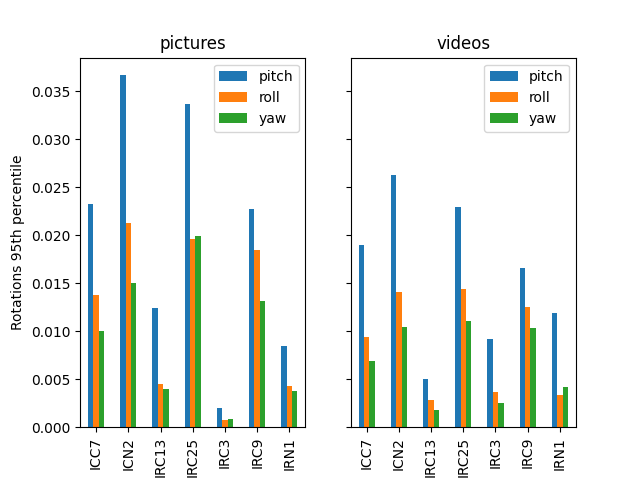 pictures
videos
pitch
roll
yaw
pitch
roll
yaw
Rotations 95th percentile
0.035
0.030
0.025
0.020
0.015
0.010
0.005
0.000
ICC7
ICN2
IRC13
IRC25
IRC3
IRC9
IRN1
ICC7
ICN2
IRC13
IRC25
IRC3
IRC9
IRN1